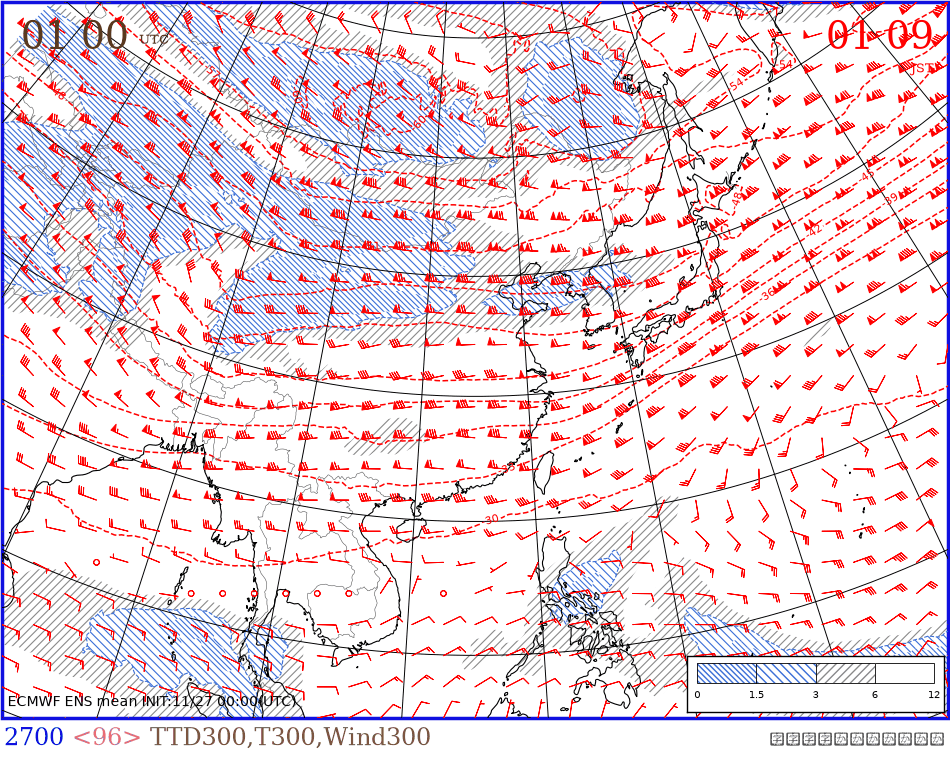 01 00 UTC
01 09 JST
-54
-54
-48
-45
-42
-39
-36
-30
ECMWF ENS mean INIT:11/27 00:00(UTC)
0 1.5 3 6 12
2700 <96> TTD300,T300,Wind300